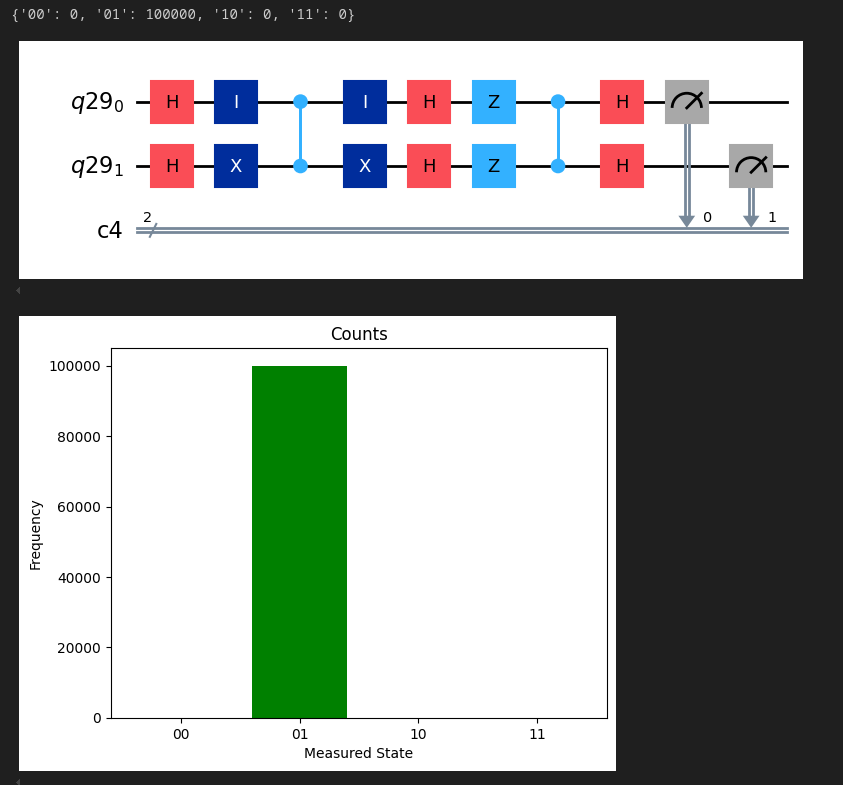 {'00': 0, '01': 100000, '10': 0, '11': 0}
q29₀ H I I H Z H 0
q29₁ H X X H Z H 1
c4 2
Counts
100000
80000
60000
40000
20000
0
Frequency
00 01 10 11
Measured State